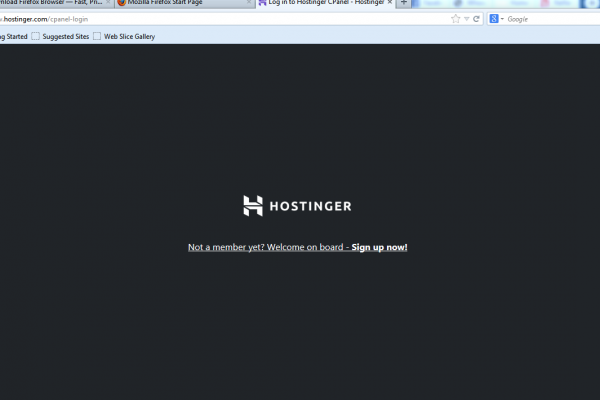 nload Firefox Browser — Fast, Pri... Mozilla Firefox Start Page Log in to Hostinger CPanel - Hostinger
.hostinger.com/cpanel-login Google
g Started Suggested Sites Web Slice Gallery
HOSTINGER
Not a member yet? Welcome on board - Sign up now!